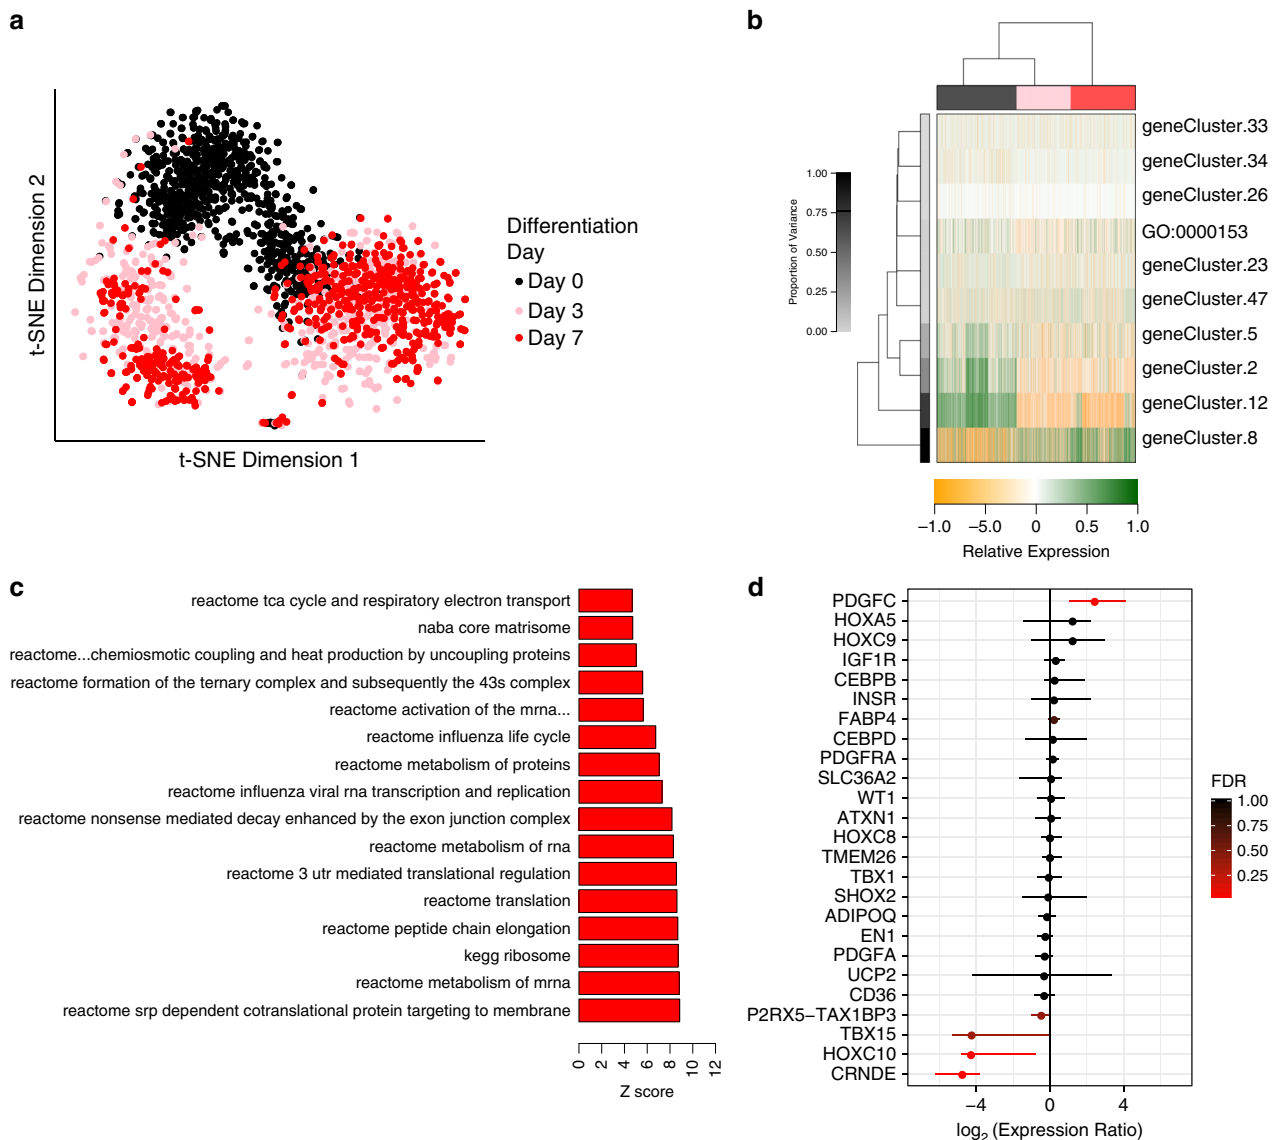 a
t-SNE Dimension 2
t-SNE Dimension 1
Differentiation
Day
Day 0
Day 3
Day 7
b
1.00
0.75
0.50
0.25
0.00
Proportion of Variance
geneCluster.33
geneCluster.34
geneCluster.26
GO:0000153
geneCluster.23
geneCluster.47
geneCluster.5
geneCluster.2
geneCluster.12
geneCluster.8
−1.0 −5.0 0 0.5 1.0
Relative Expression
c
reactome tca cycle and respiratory electron transport
naba core matrisome
reactome...chemiosmotic coupling and heat production by uncoupling proteins
reactome formation of the ternary complex and subsequently the 43s complex
reactome activation of the mrna...
reactome influenza life cycle
reactome metabolism of proteins
reactome influenza viral rna transcription and replication
reactome nonsense mediated decay enhanced by the exon junction complex
reactome metabolism of rna
reactome 3 utr mediated translational regulation
reactome translation
reactome peptide chain elongation
kegg ribosome
reactome metabolism of mrna
reactome srp dependent cotranslational protein targeting to membrane
0 2 4 6 8 10 12
Z score
d
PDGFC
HOXA5
HOXC9
IGF1R
CEBPB
INSR
FABP4
CEBPD
PDGFRA
SLC36A2
WT1
ATXN1
HOXC8
TMEM26
TBX1
SHOX2
ADIPOQ
EN1
PDGFA
UCP2
CD36
P2RX5−TAX1BP3
TBX15
HOXC10
CRNDE
−4 0 4
log₂ (Expression Ratio)
FDR
1.00
0.75
0.50
0.25